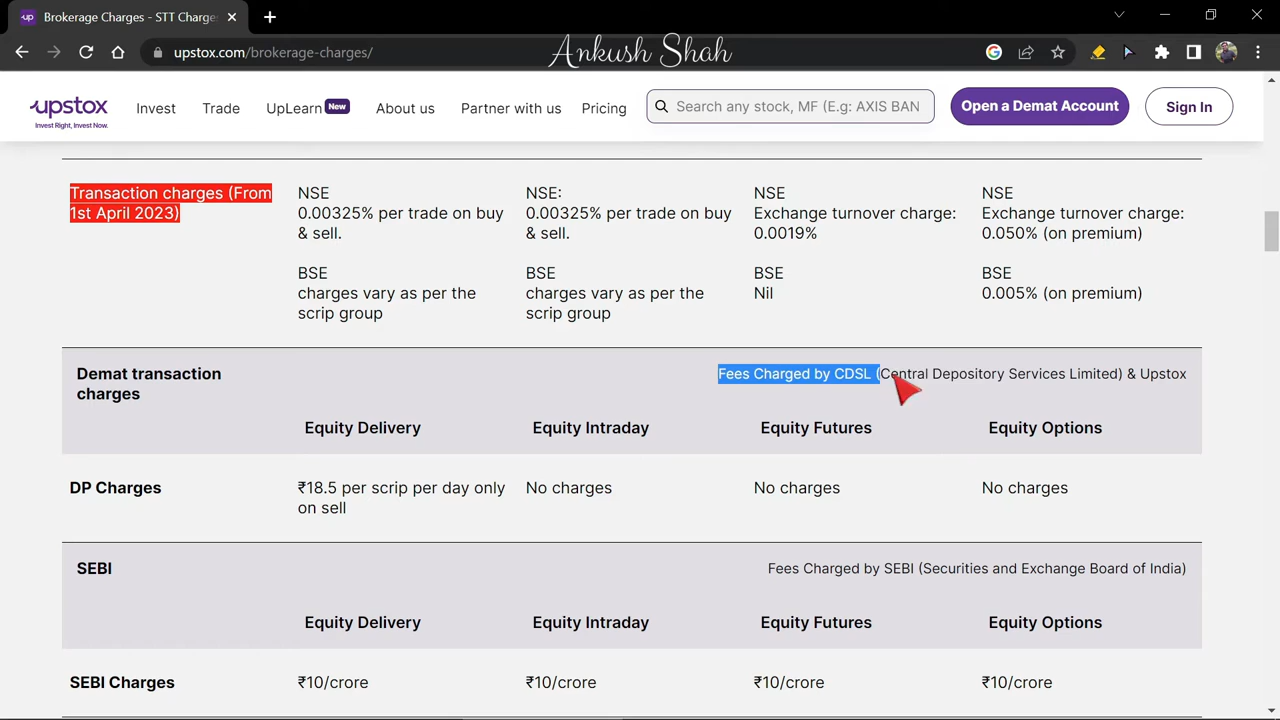 Brokerage Charges - STT Charges
upstox.com/brokerage-charges/
Ankush Shah
upstox
Invest Right, Invest Now.
Invest
Trade
UpLearn New
About us
Partner with us
Pricing
Search any stock, MF (E.g: AXIS BAN
Open a Demat Account
Sign In
Transaction charges (From
1st April 2023)
NSE
0.00325% per trade on buy
& sell.
BSE
charges vary as per the
scrip group
NSE:
0.00325% per trade on buy
& sell.
BSE
charges vary as per the
scrip group
NSE
Exchange turnover charge:
0.0019%
BSE
Nil
NSE
Exchange turnover charge:
0.050% (on premium)
BSE
0.005% (on premium)
Demat transaction
charges
Fees Charged by CDSL (Central Depository Services Limited) & Upstox
Equity Delivery
Equity Intraday
Equity Futures
Equity Options
DP Charges
₹18.5 per scrip per day only
on sell
No charges
No charges
No charges
SEBI
Fees Charged by SEBI (Securities and Exchange Board of India)
Equity Delivery
Equity Intraday
Equity Futures
Equity Options
SEBI Charges
₹10/crore
₹10/crore
₹10/crore
₹10/crore